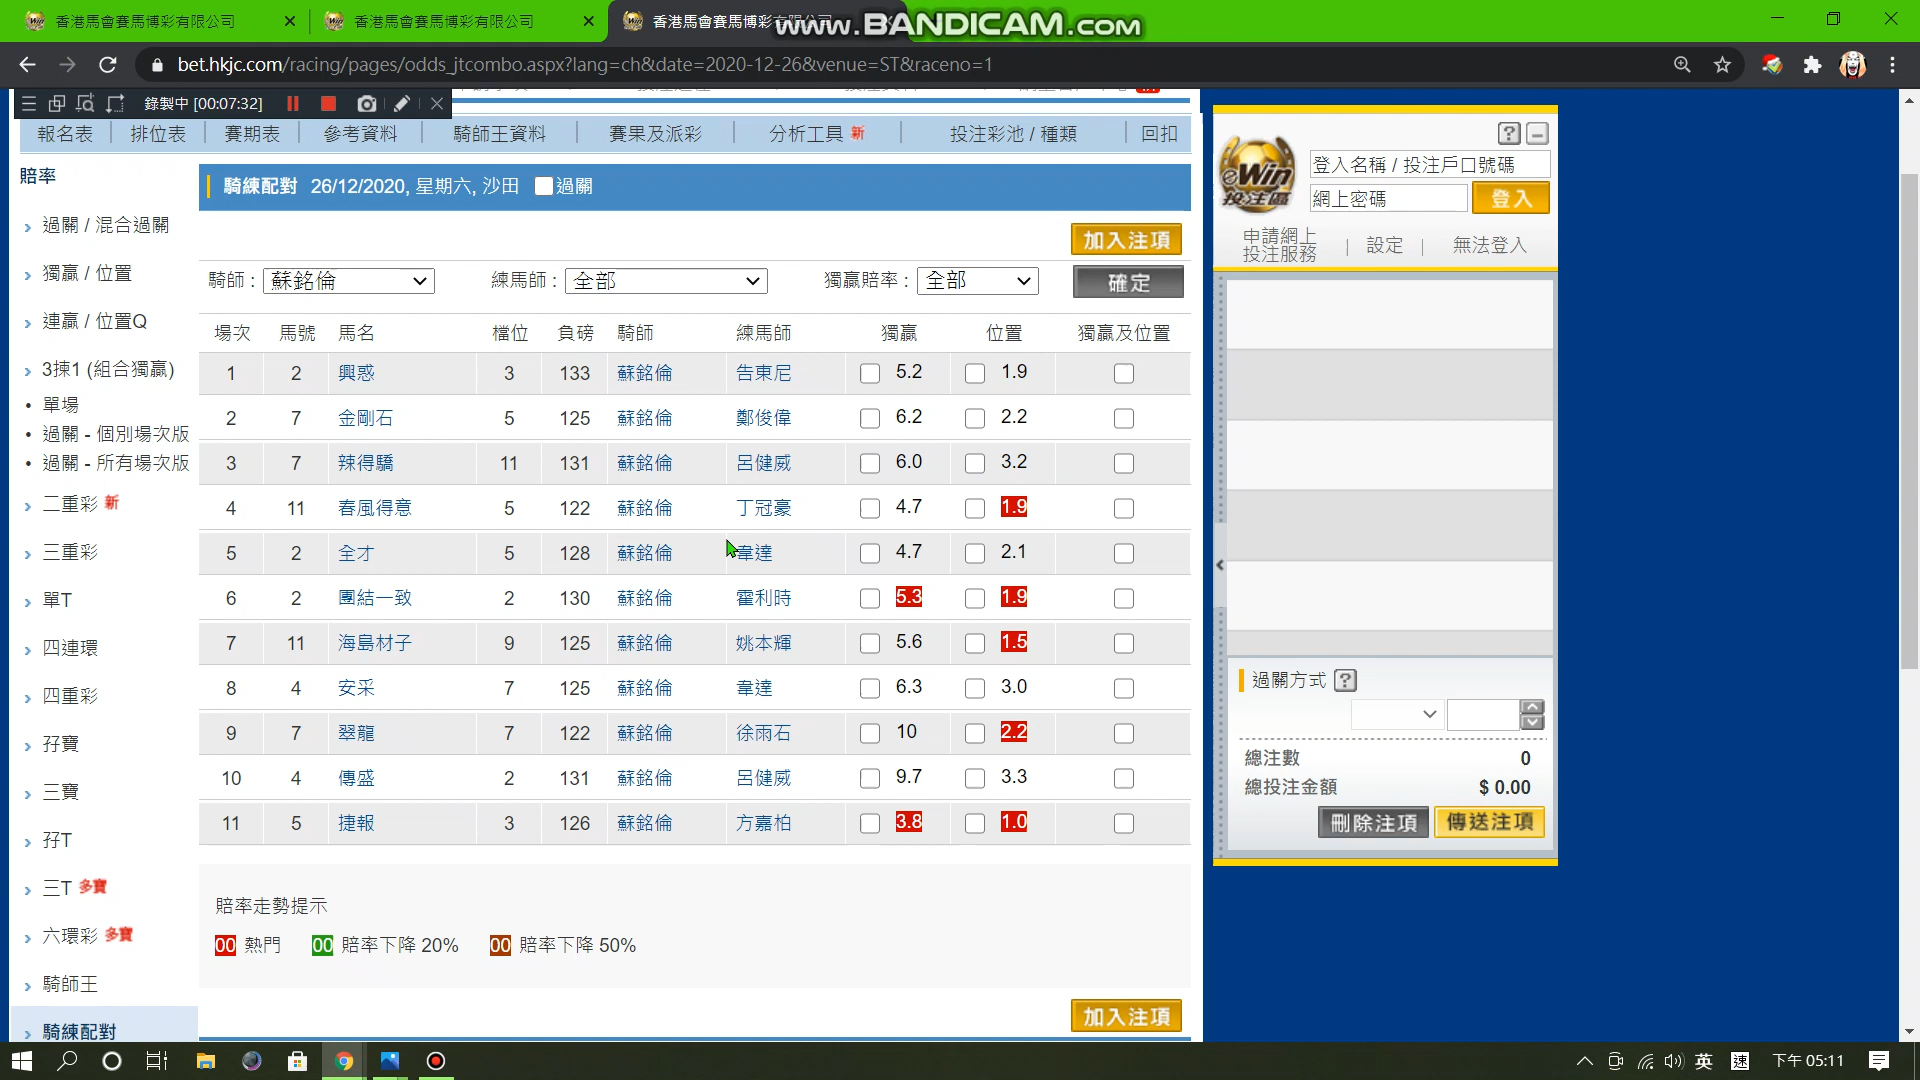 香港馬會賽馬博彩有限公司
香港馬會賽馬博彩有限公司
香港馬會賽馬博彩有限公司
www.BANDICAM.com
bet.hkjc.com/racing/pages/odds_jtcombo.aspx?lang=ch&date=2020-12-26&venue=ST&raceno=1
錄製中 [00:07:32]
報名表 排位表 賽期表 參考資料 騎師王資料 賽果及派彩 分析工具 新 投注彩池 / 種類 回扣
賠率
過關 / 混合過關
獨贏 / 位置
連贏 / 位置Q
3揀1 (組合獨贏)
單場
過關 - 個別場次版
過關 - 所有場次版
二重彩 新
三重彩
單T
四連環
四重彩
孖寶
三寶
孖T
三T 多寶
六環彩 多寶
騎師王
騎練配對
騎練配對 26/12/2020, 星期六, 沙田 過關
加入注項
騎師 : 蘇銘倫 練馬師 : 全部 獨贏賠率 : 全部 確定
場次 馬號 馬名 檔位 負磅 騎師 練馬師 獨贏 位置 獨贏及位置
1 2 興惑 3 133 蘇銘倫 告東尼 5.2 1.9
2 7 金剛石 5 125 蘇銘倫 鄭俊偉 6.2 2.2
3 7 辣得驕 11 131 蘇銘倫 呂健威 6.0 3.2
4 11 春風得意 5 122 蘇銘倫 丁冠豪 4.7 1.9
5 2 全才 5 128 蘇銘倫 韋達 4.7 2.1
6 2 團結一致 2 130 蘇銘倫 霍利時 5.3 1.9
7 11 海島材子 9 125 蘇銘倫 姚本輝 5.6 1.5
8 4 安采 7 125 蘇銘倫 韋達 6.3 3.0
9 7 翠龍 7 122 蘇銘倫 徐雨石 10 2.2
10 4 傳盛 2 131 蘇銘倫 呂健威 9.7 3.3
11 5 捷報 3 126 蘇銘倫 方嘉柏 3.8 1.0
賠率走勢提示
00 熱門 00 賠率下降 20% 00 賠率下降 50%
加入注項
eWin
投注區
登入名稱 / 投注戶口號碼
網上密碼 登入
申請網上
投注服務 | 設定 | 無法登入
過關方式 ?
總注數 0
總投注金額 $ 0.00
刪除注項 傳送注項
英 速 下午 05:11